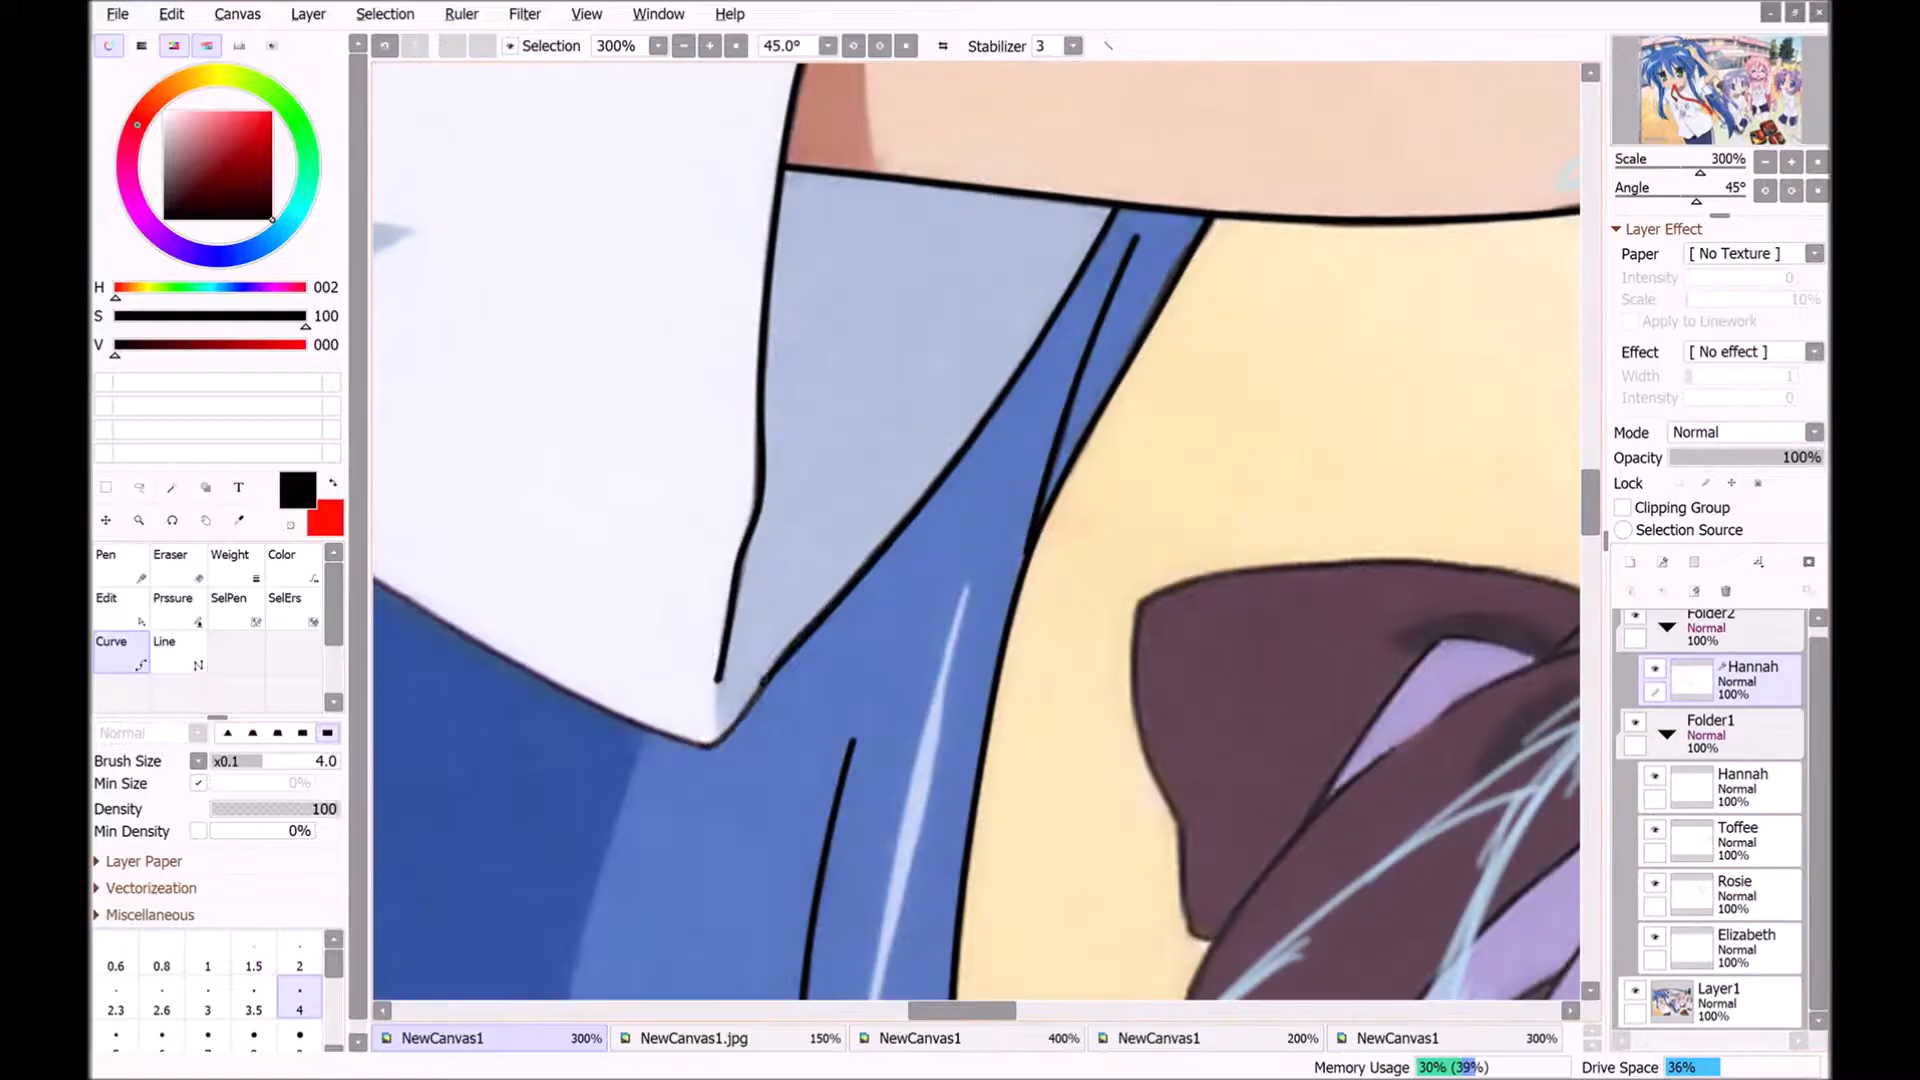 File Edit Canvas Layer Selection Ruler Filter View Window Help
Selection 300% 45.0° Stabilizer 3
Scale 300%
Angle 45°
Layer Effect
Paper [ No Texture ]
Intensity 0
Scale 10%
Apply to Linework
Effect [ No effect ]
Width 1
Intensity 0
Mode Normal
Opacity 100%
Lock
Clipping Group
Selection Source
H 002
S 100
V 000
T
Pen Eraser Weight Color
Edit Prssure SelPen SelErs
Curve Line
Normal
Brush Size x0.1 4.0
Min Size 0%
Density 100
Min Density 0%
Layer Paper
Vectorizeation
Miscellaneous
0.6 0.8 1 1.5 2
2.3 2.6 3 3.5 4
Folder2
Normal
100%
Hannah
Normal
100%
Folder1
Normal
100%
Hannah
Normal
100%
Toffee
Normal
100%
Rosie
Normal
100%
Elizabeth
Normal
100%
Layer1
Normal
100%
NewCanvas1 300% NewCanvas1.jpg 150% NewCanvas1 400% NewCanvas1 200% NewCanvas1 300%
Memory Usage 30% (39%) Drive Space 36%